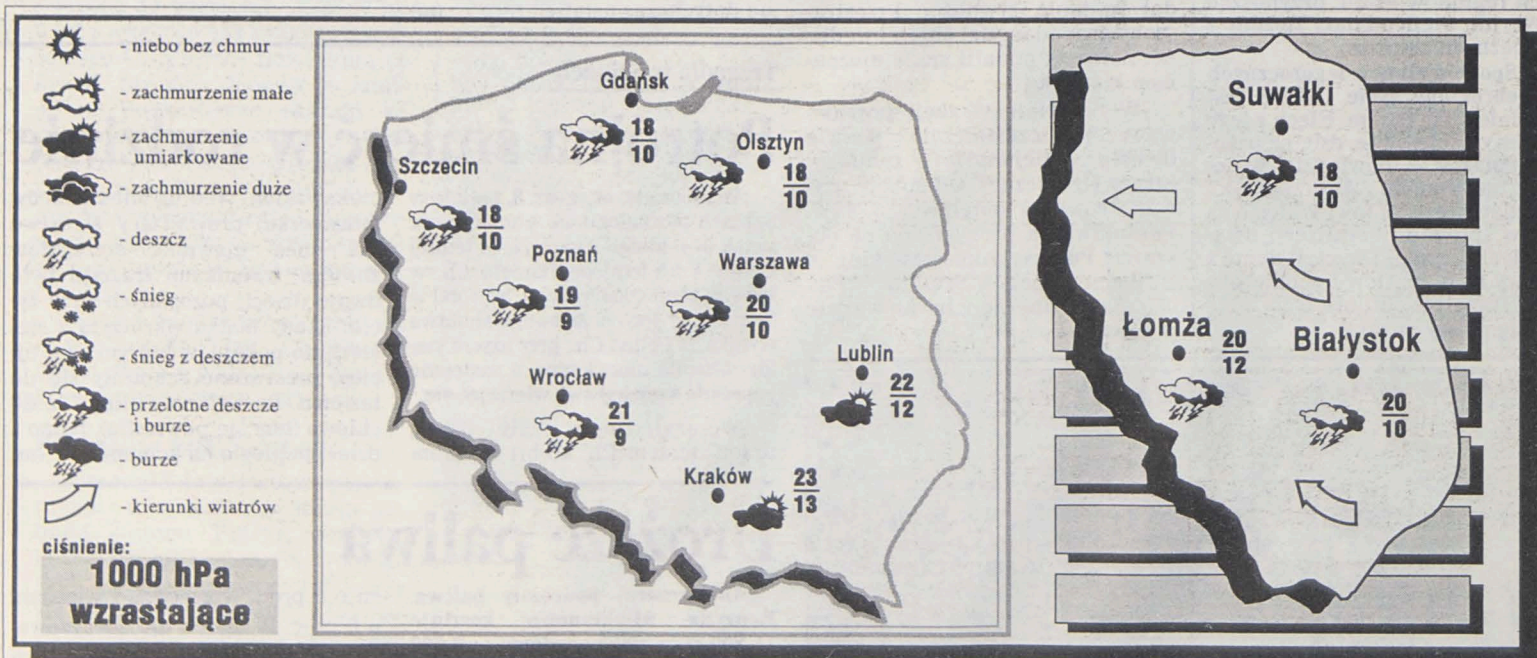 - niebo bez chmur
- zachmurzenie małe
- zachmurzenie
umiarkowane
- zachmurzenie duże
- deszcz
- śnieg
- śnieg z deszczem
- przelotne deszcze
i burze
- burze
- kierunki wiatrów
ciśnienie:
1000 hPa
wzrastające
Gdańsk
18
10
Olsztyn
18
10
Szczecin
18
10
Poznań
19
9
Warszawa
20
10
Lublin
22
12
Wrocław
21
9
Kraków
23
13
Suwałki
18
10
Łomża
20
12
Białystok
20
10